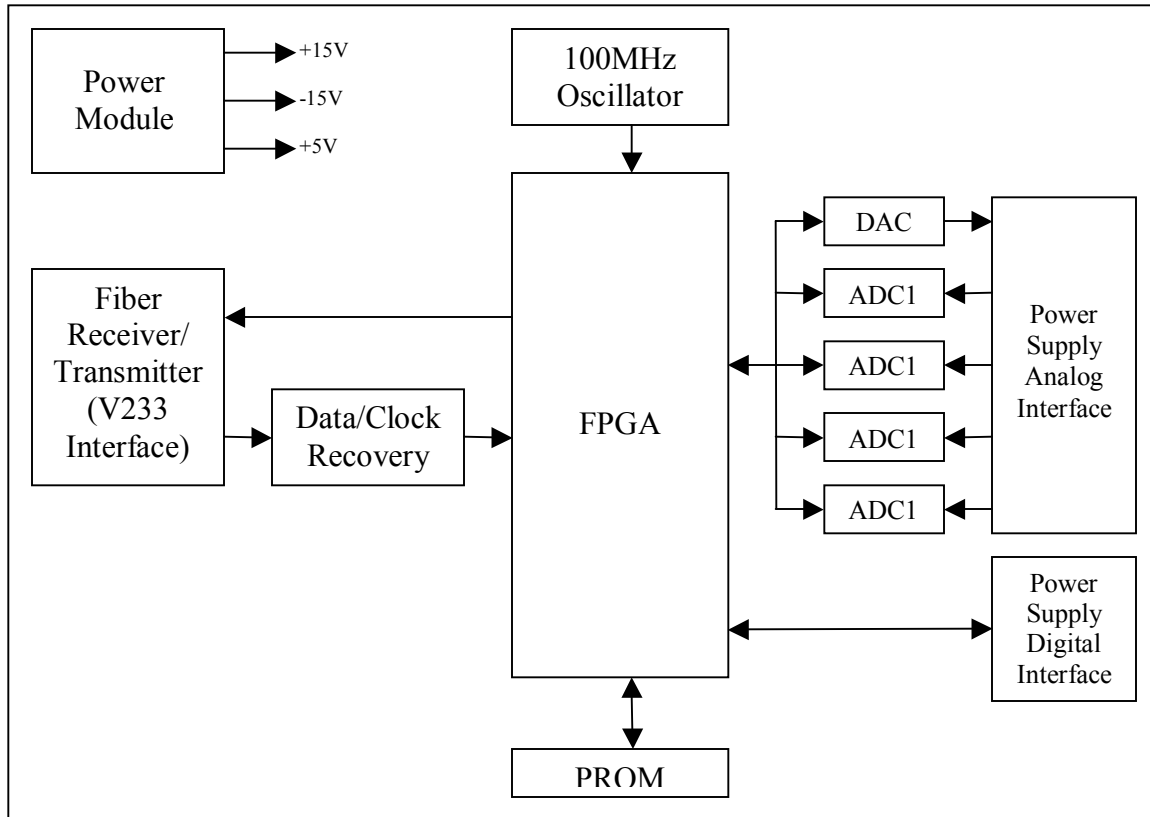 Power
Module
+15V
-15V
+5V
100MHz
Oscillator
Fiber
Receiver/
Transmitter
(V233
Interface)
Data/Clock
Recovery
FPGA
DAC
ADC1
ADC1
ADC1
ADC1
Power
Supply
Analog
Interface
Power
Supply
Digital
Interface
PROM